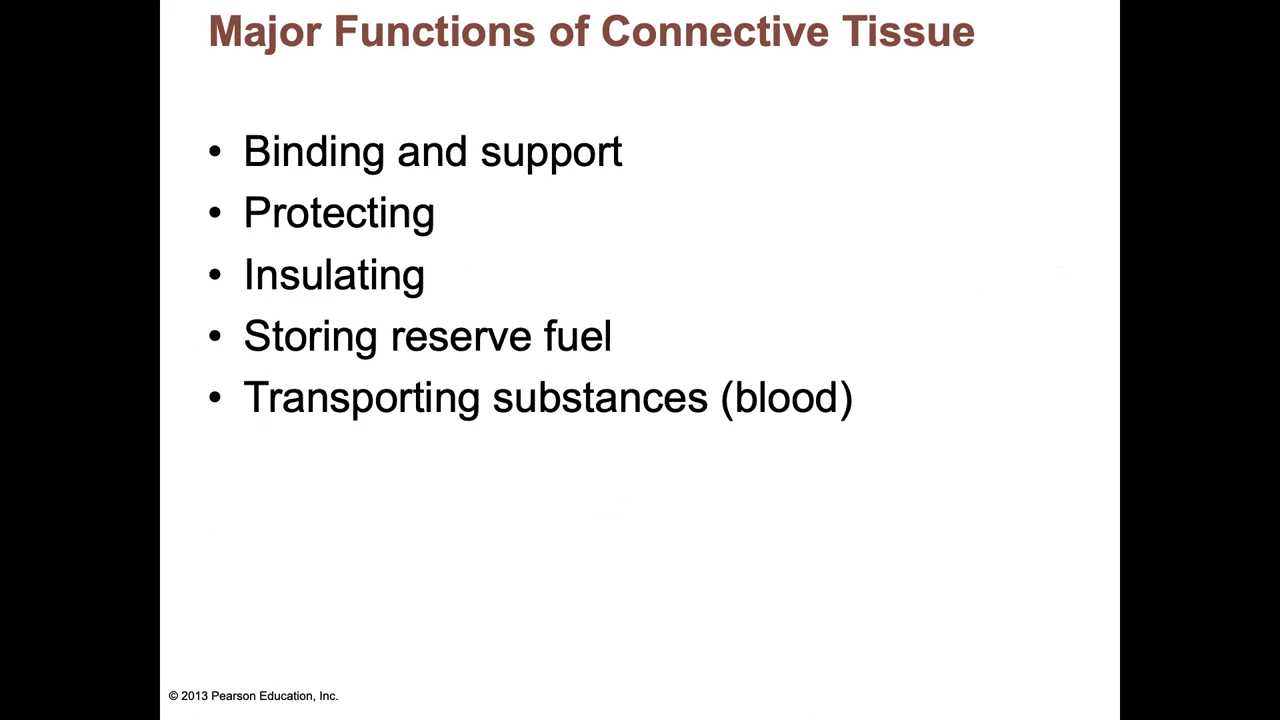 Major Functions of Connective Tissue
• Binding and support
• Protecting
• Insulating
• Storing reserve fuel
• Transporting substances (blood)
© 2013 Pearson Education, Inc.